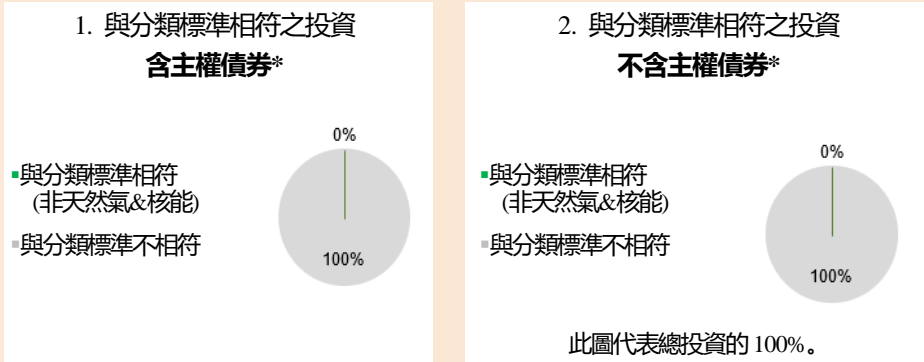 1. 與分類標準相符之投資
含主權債券*
0%
與分類標準相符
(非天然氣&核能)
與分類標準不相符
100%
2. 與分類標準相符之投資
不含主權債券*
0%
與分類標準相符
(非天然氣&核能)
與分類標準不相符
100%
此圖代表總投資的 100%。